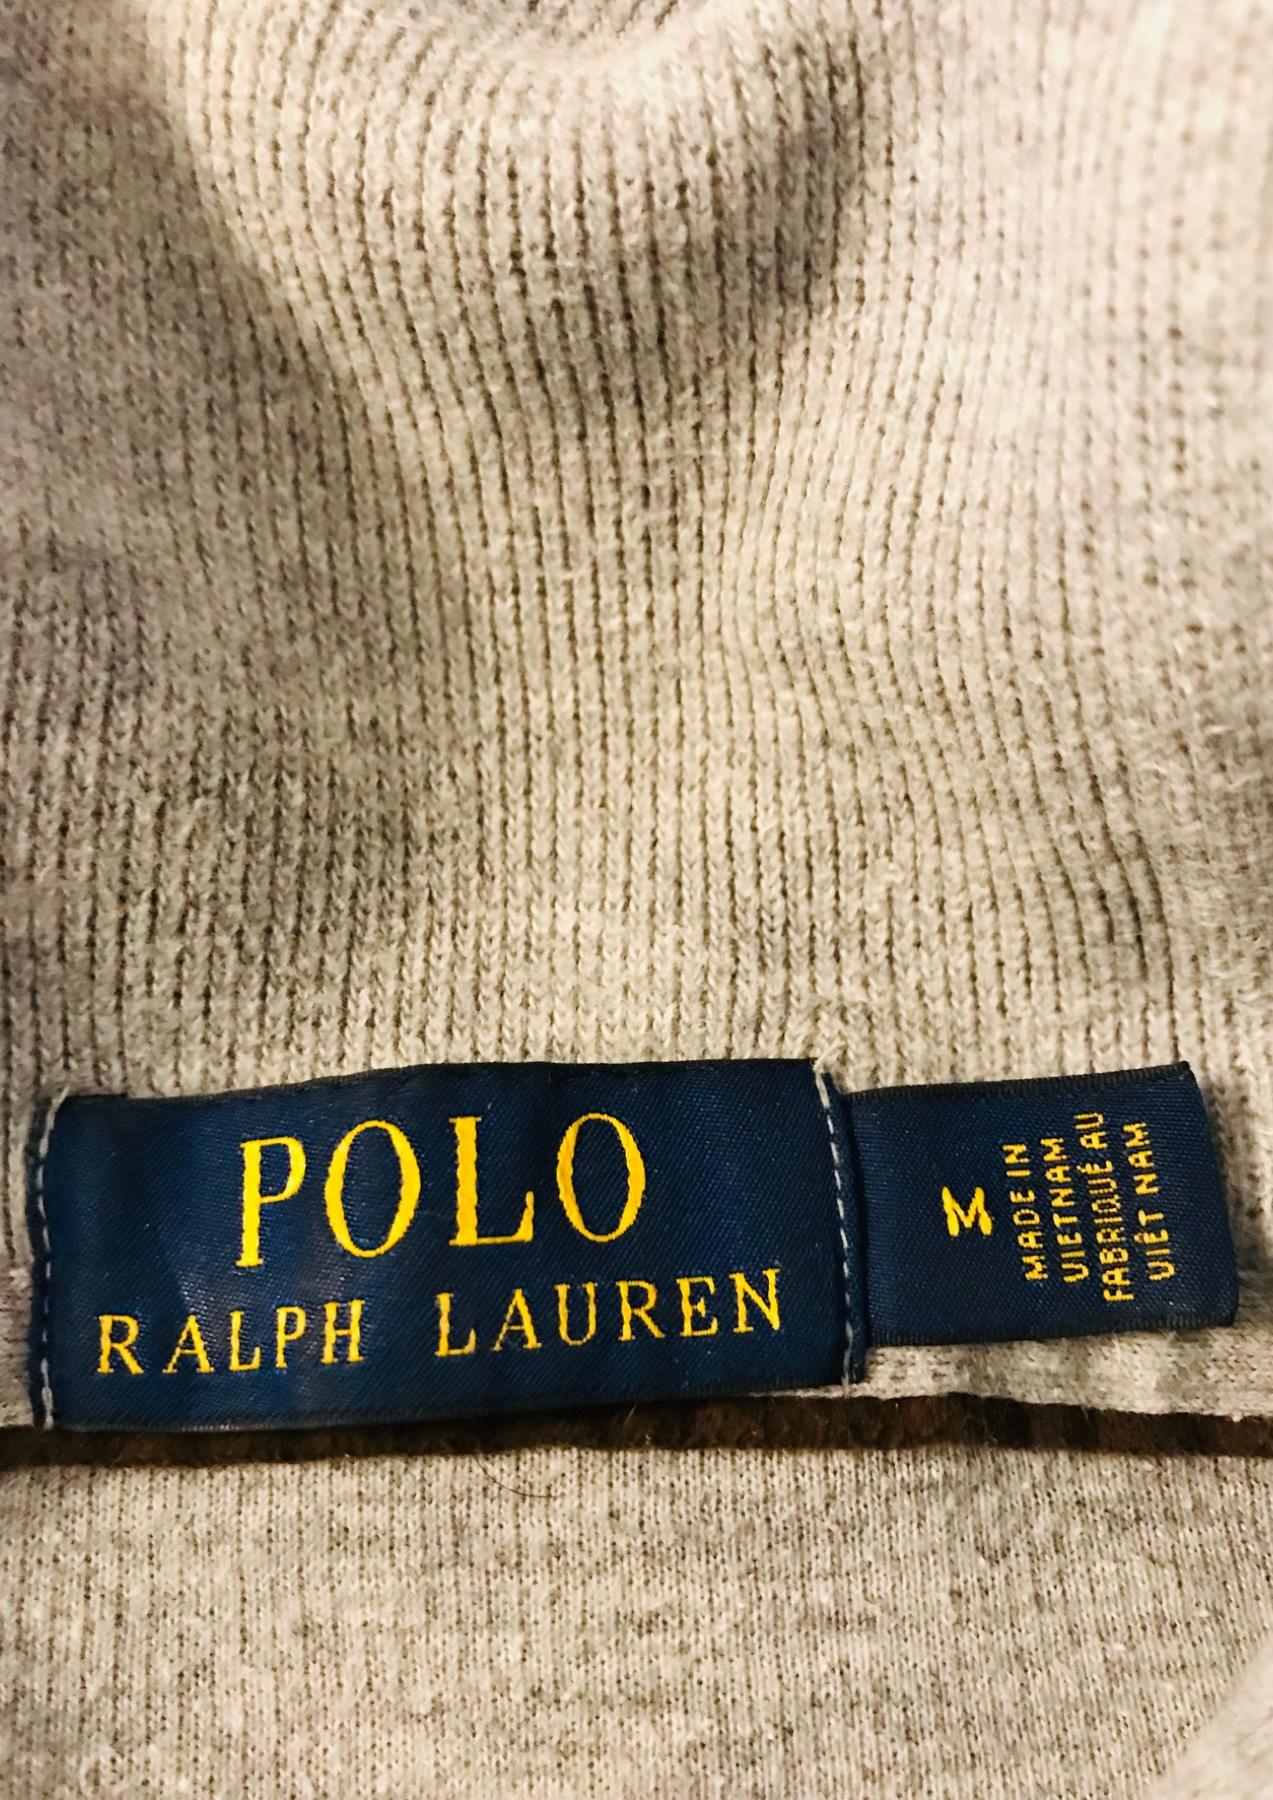 POLO
RALPH LAUREN
M
MADE IN
VIETNAM
FABRIQUÉ AU
VIÊT NAM